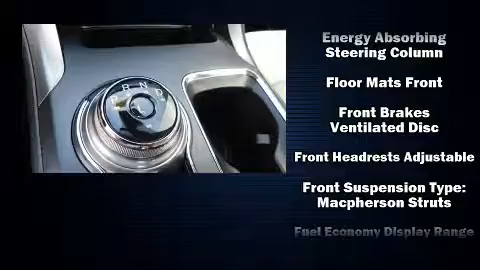 P R N D
L
Energy Absorbing
Steering Column
Floor Mats Front
Front Brakes
Ventilated Disc
Front Headrests Adjustable
Front Suspension Type:
Macpherson Struts
Fuel Economy Display Range